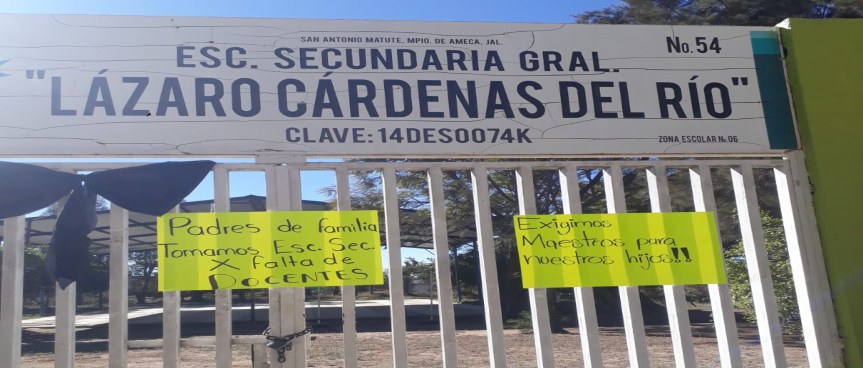 SAN ANTONIO MATUTE, MPIO. DE AMECA, JAL.
ESC. SECUNDARIA GRAL. No. 54
"LÁZARO CÁRDENAS DEL RÍO"
CLAVE: 14DES0074K
ZONA ESCOLAR No 06
Padres de familia
Tomamos Esc. Sec.
X falta de
DOCENTES
Exigimos
Maestros para
nuestros hijos!!